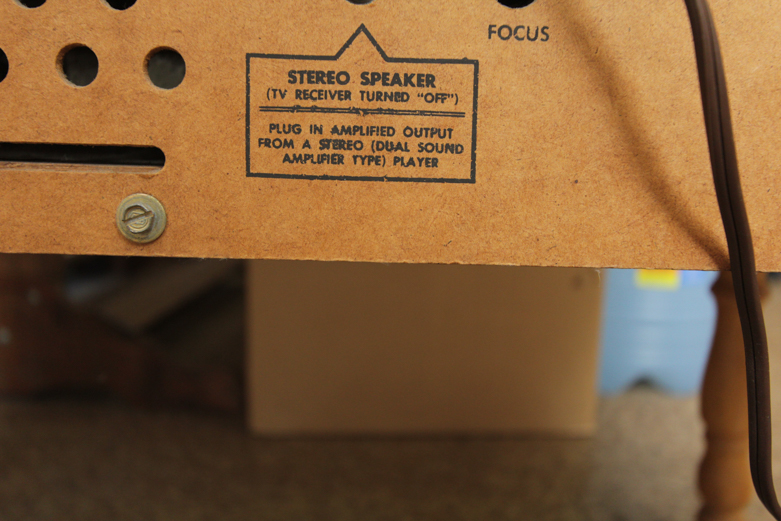 FOCUS
STEREO SPEAKER
(TV RECEIVER TURNED "OFF")
PLUG IN AMPLIFIED OUTPUT
FROM A STEREO (DUAL SOUND
AMPLIFIER TYPE) PLAYER